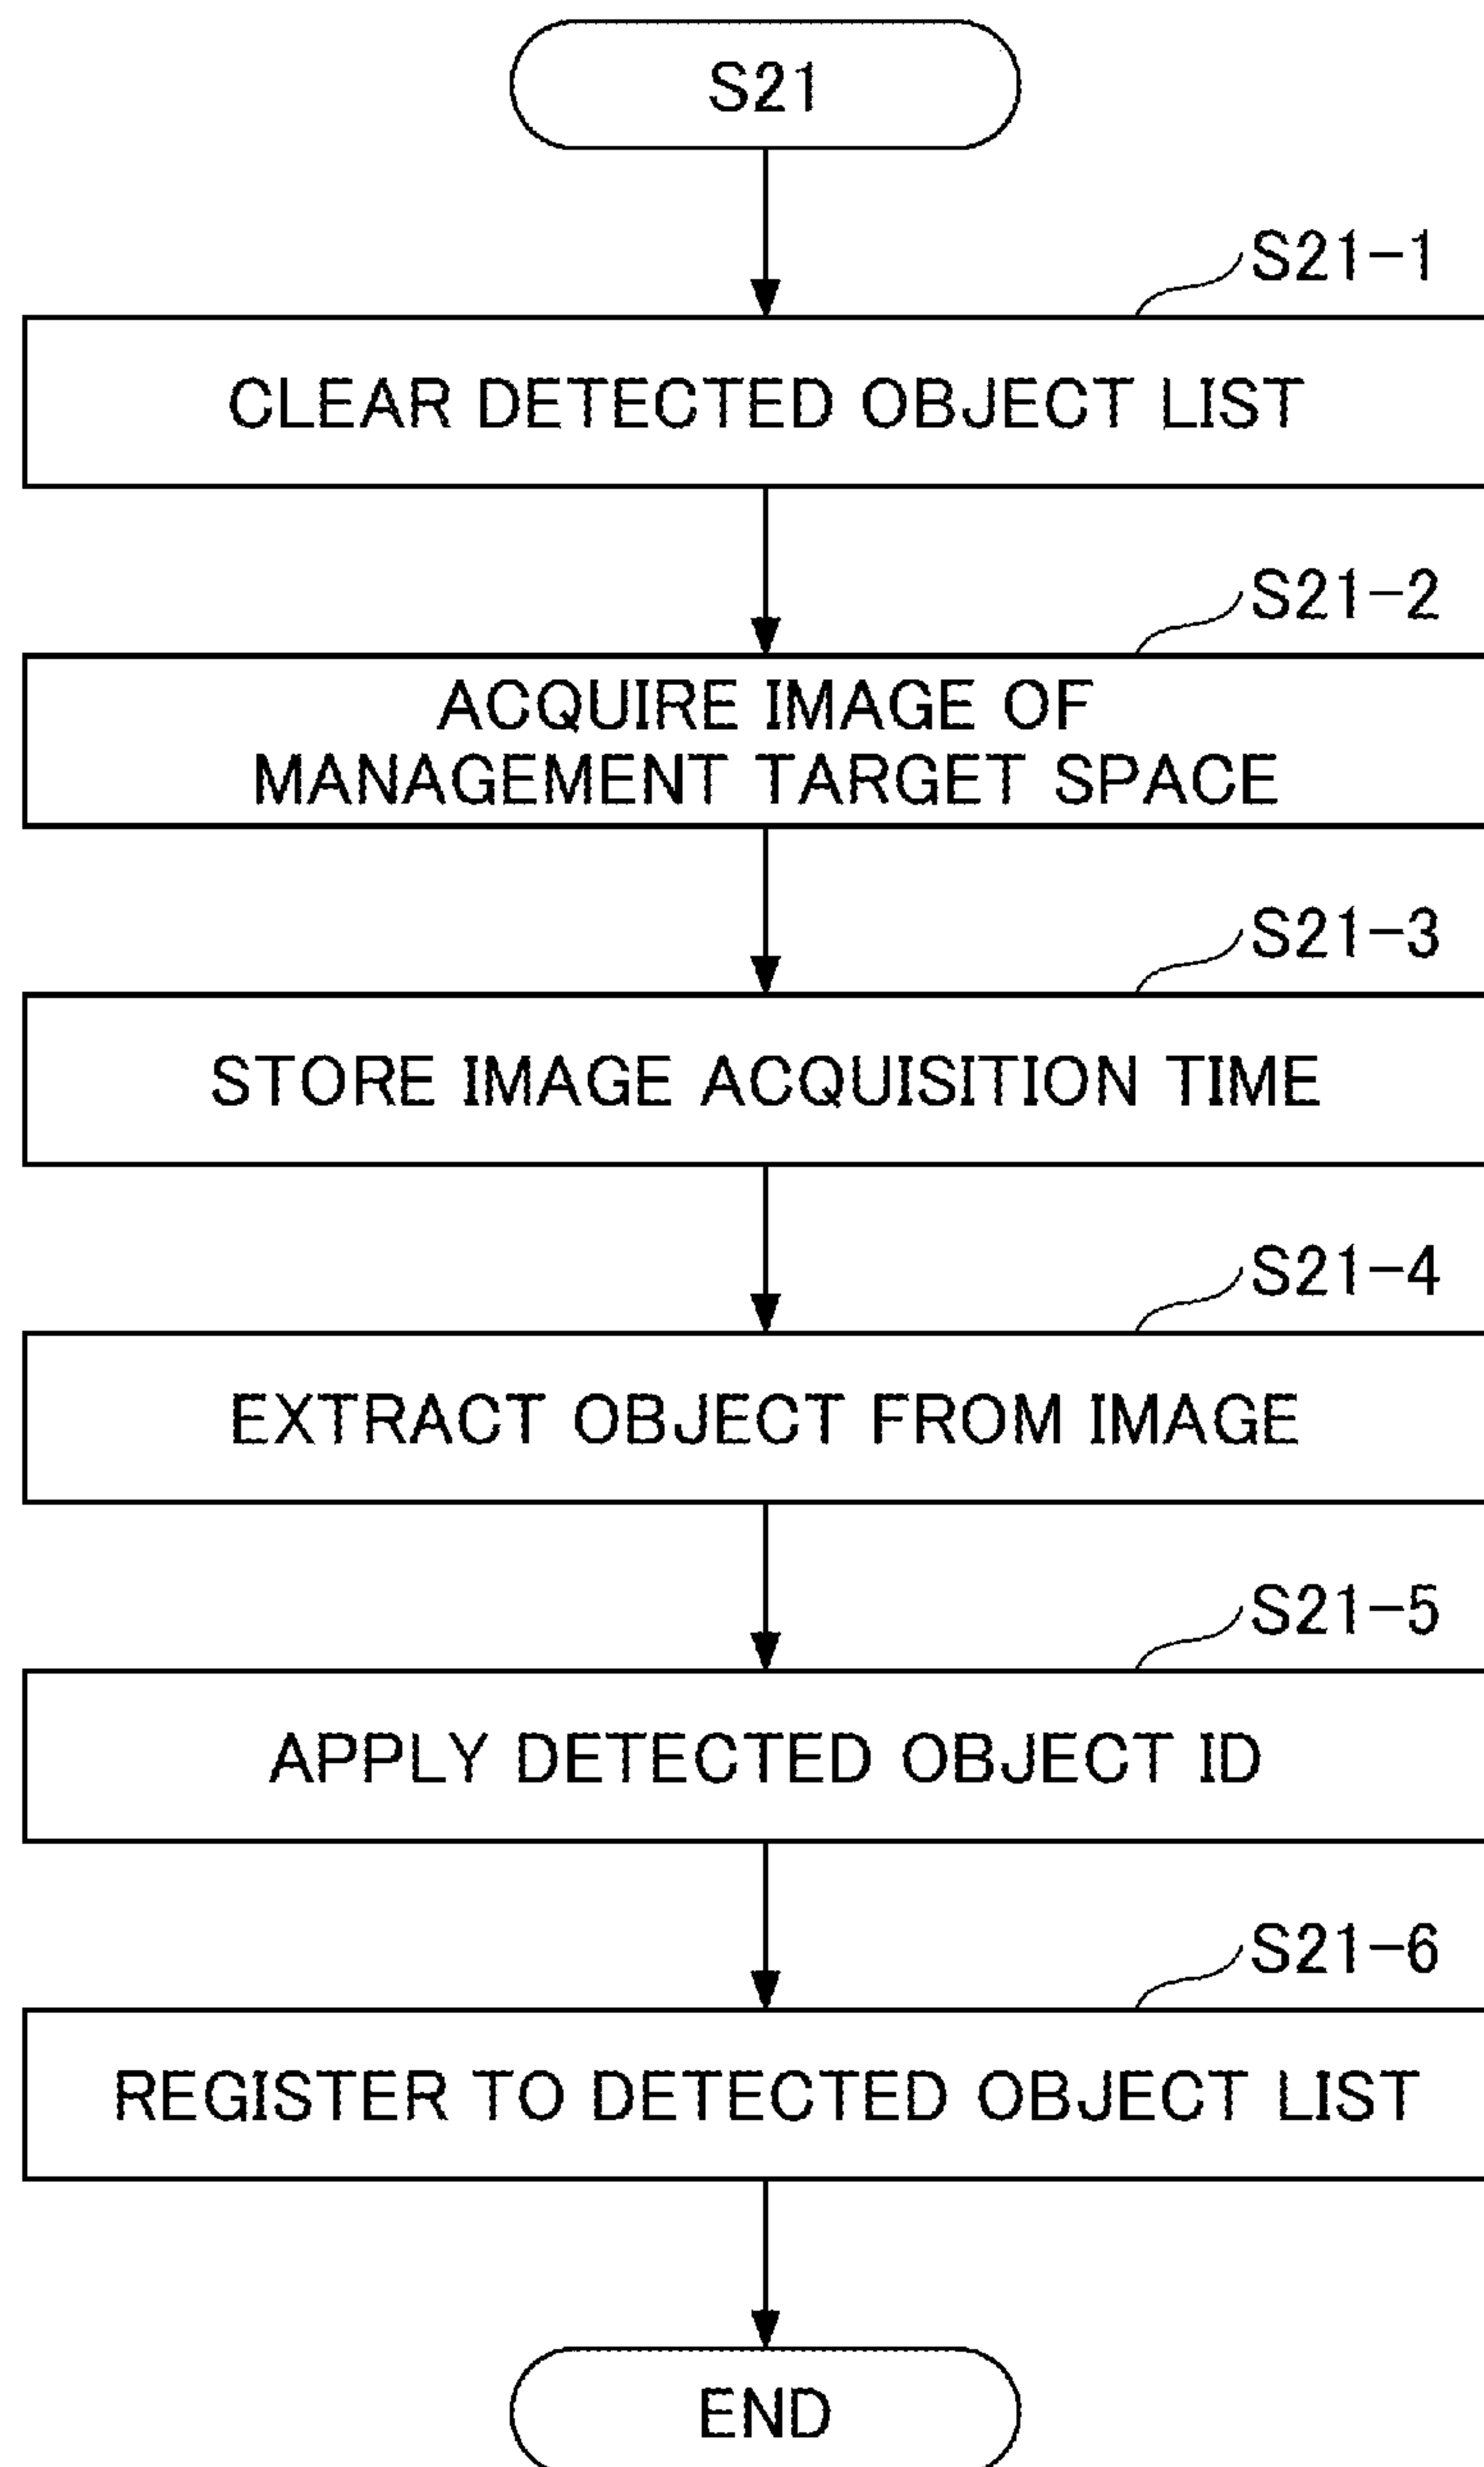 S21
S21-1
CLEAR DETECTED OBJECT LIST
S21-2
ACQUIRE IMAGE OF
MANAGEMENT TARGET SPACE
S21-3
STORE IMAGE ACQUISITION TIME
S21-4
EXTRACT OBJECT FROM IMAGE
S21-5
APPLY DETECTED OBJECT ID
S21-6
REGISTER TO DETECTED OBJECT LIST
END